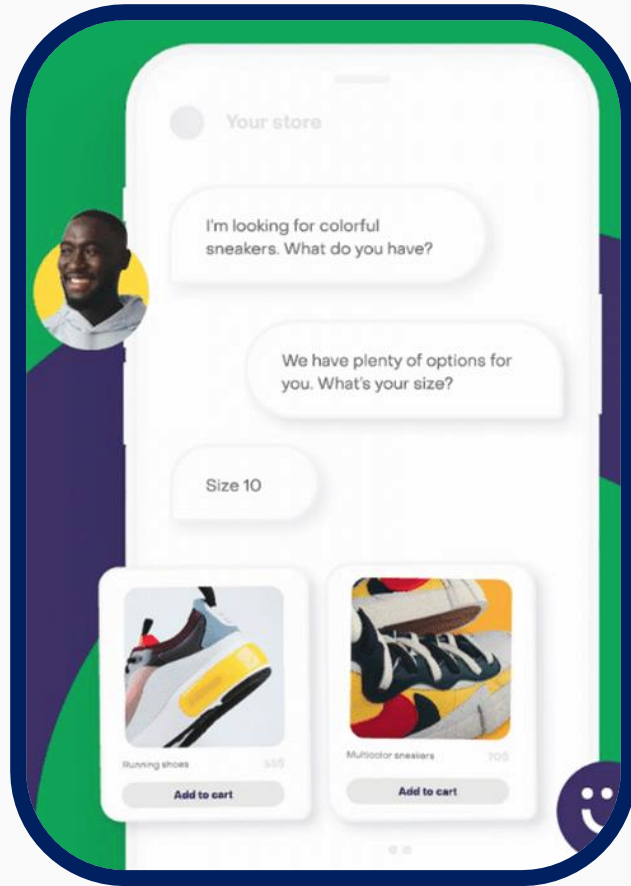 Your store
I'm looking for colorful
sneakers. What do you have?
We have plenty of options for
you. What's your size?
Size 10
Running shoes
Add to cart
Multicolor sneakers 70$
Add to cart